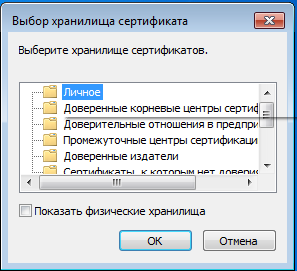 Выбор хранилища сертификата
Выберите хранилище сертификатов.
Личное
Доверенные корневые центры сертиф
Доверительные отношения в предпри
Промежуточные центры сертификаци
Доверенные издатели
Сертификаты, к которым нет доверия
Показать физические хранилища
ОК
Отмена